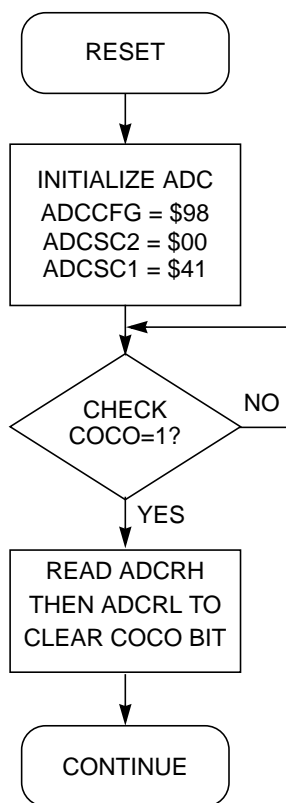 RESET
INITIALIZE ADC
ADCCFG = $98
ADCSC2 = $00
ADCSC1 = $41
CHECK
COCO=1?
NO
YES
READ ADCRH
THEN ADCRL TO
CLEAR COCO BIT
CONTINUE